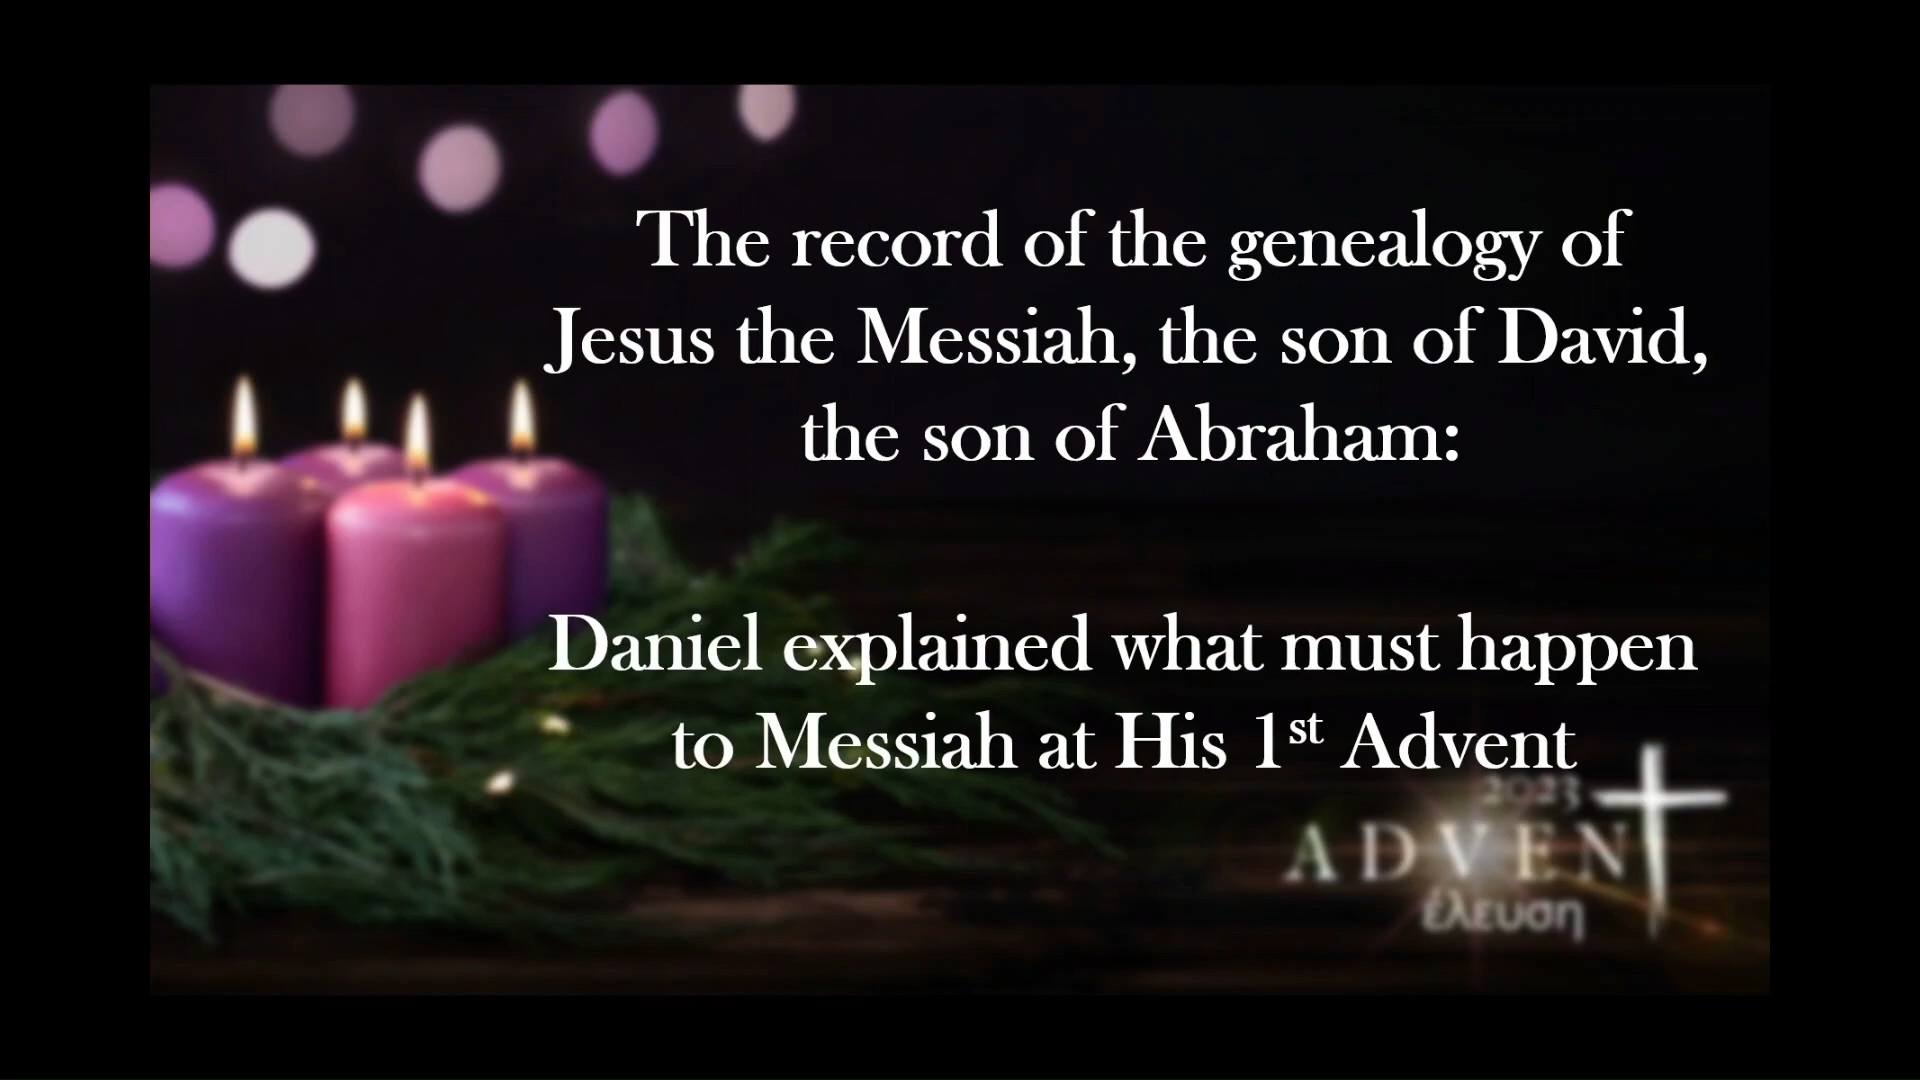 The record of the genealogy of
Jesus the Messiah, the son of David,
the son of Abraham:
Daniel explained what must happen
to Messiah at His 1st Advent
2023
ADVENT
έλευση